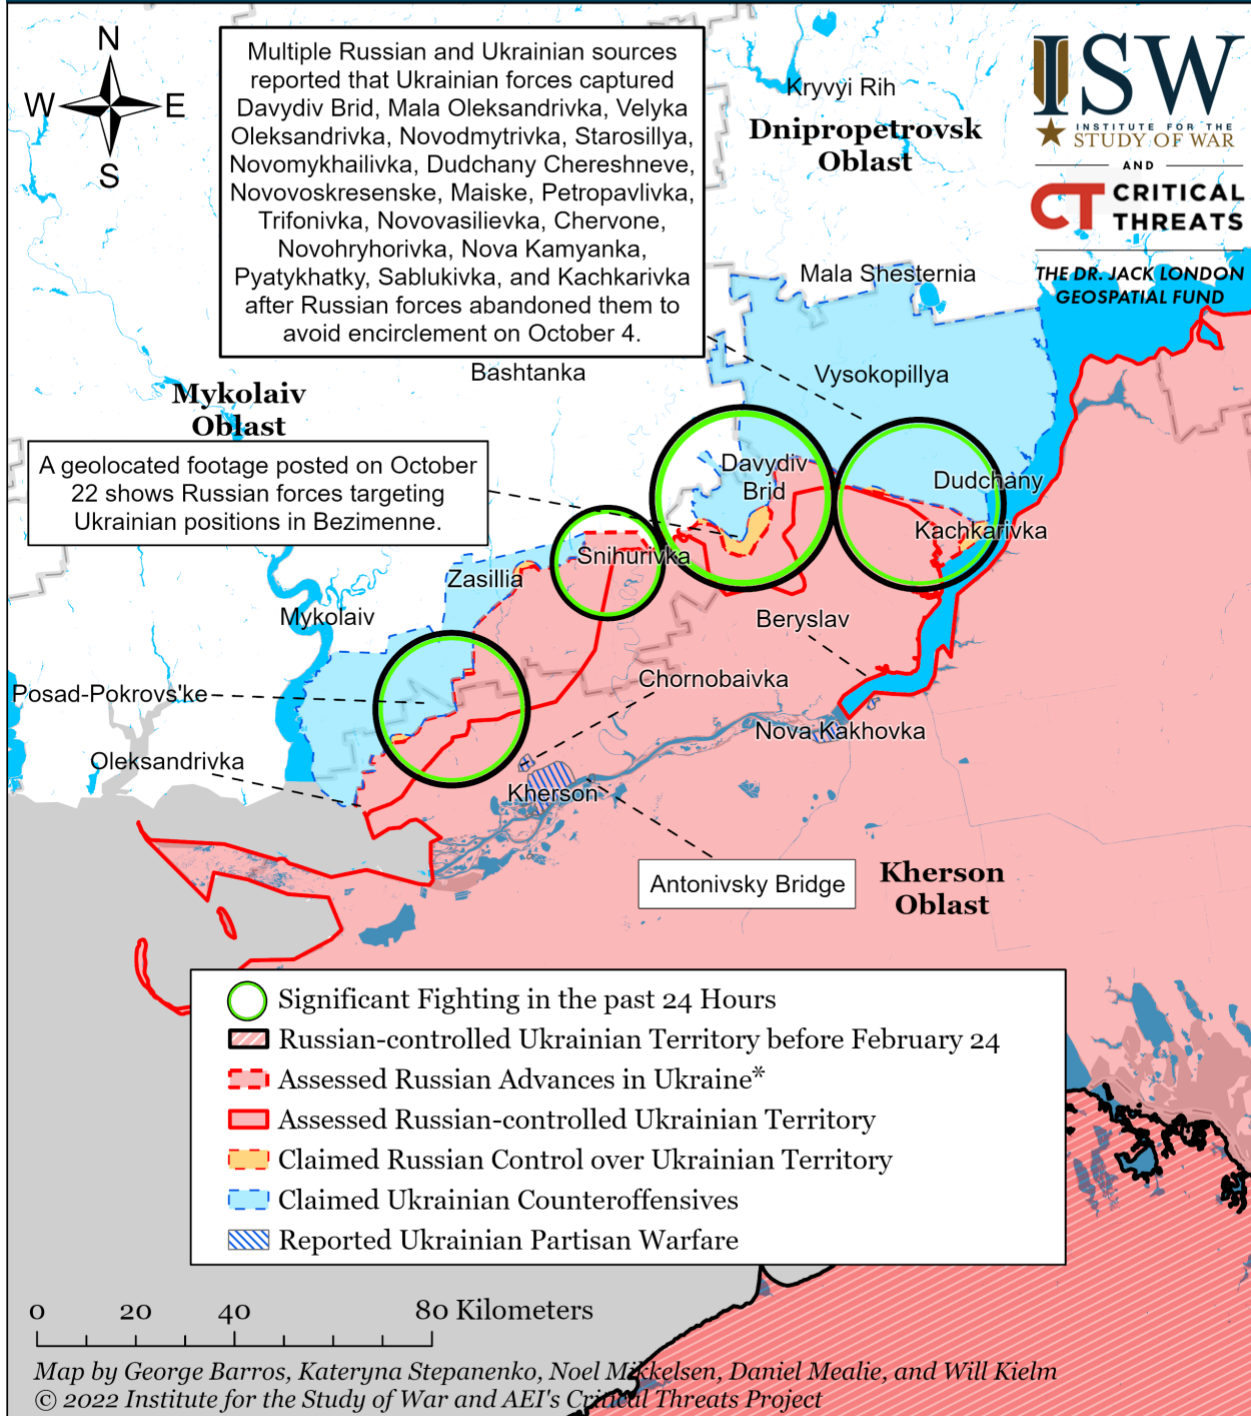 N
W E
S
Multiple Russian and Ukrainian sources
reported that Ukrainian forces captured
Davydiv Brid, Mala Oleksandrivka, Velyka
Oleksandrivka, Novodmytrivka, Starosillya,
Novomykhailivka, Dudchany Chereshneve,
Novovoskresenske, Maiske, Petropavlivka,
Trifonivka, Novovasilievka, Chervone,
Novohryhorivka, Nova Kamyanka,
Pyatykhatky, Sablukivka, and Kachkarivka
after Russian forces abandoned them to
avoid encirclement on October 4.
ISW
INSTITUTE FOR THE
STUDY OF WAR
AND
CT CRITICAL
THREATS
THE DR. JACK LONDON
GEOSPATIAL FUND
Kryvyi Rih
Dnipropetrovsk
Oblast
Mala Shesternia
Bashtanka
Vysokopillya
Mykolaiv
Oblast
A geolocated footage posted on October
22 shows Russian forces targeting
Ukrainian positions in Bezimenne.
Davydiv
Brid
Dudchany
Kachkarivka
Snihurivka
Zasillia
Mykolaiv
Beryslav
Chornobaivka
Posad-Pokrovs'ke
Nova Kakhovka
Oleksandrivka
Kherson
Antonivsky Bridge
Kherson
Oblast
Significant Fighting in the past 24 Hours
Russian-controlled Ukrainian Territory before February 24
Assessed Russian Advances in Ukraine*
Assessed Russian-controlled Ukrainian Territory
Claimed Russian Control over Ukrainian Territory
Claimed Ukrainian Counteroffensives
Reported Ukrainian Partisan Warfare
0 20 40 80 Kilometers
Map by George Barros, Kateryna Stepanenko, Noel Mikkelsen, Daniel Mealie, and Will Kielm
© 2022 Institute for the Study of War and AEI's Critical Threats Project